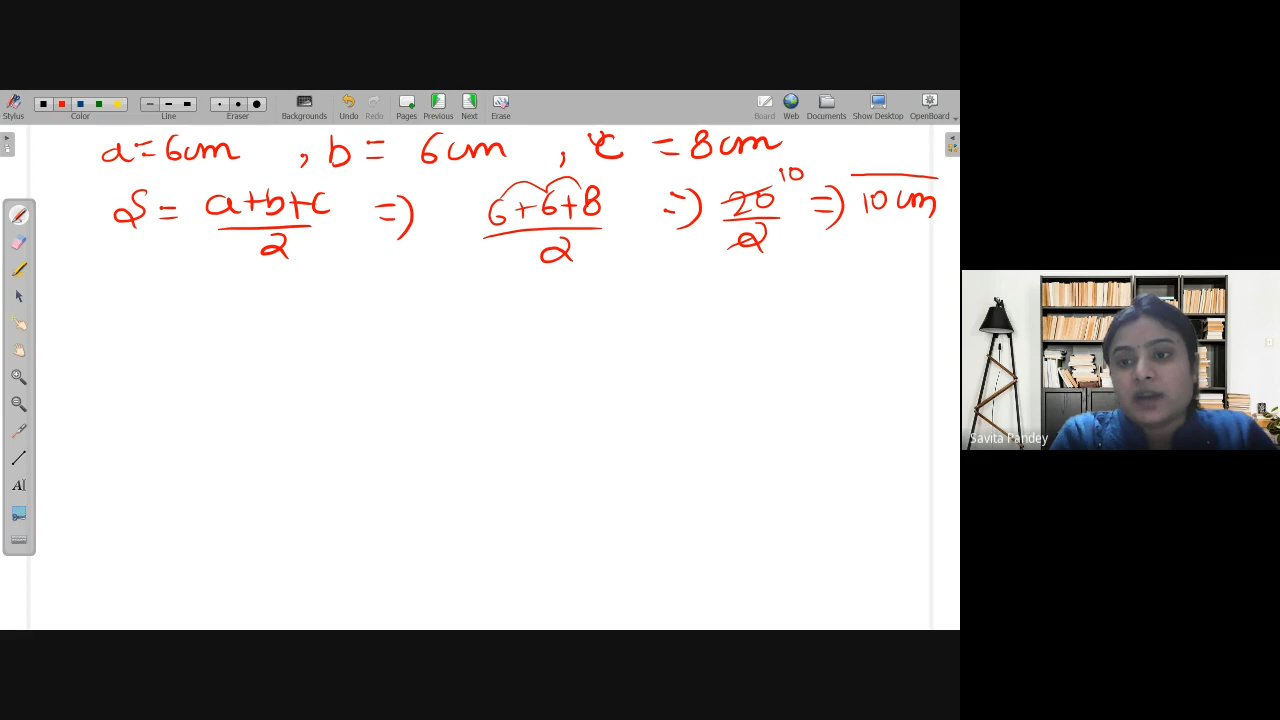 Stylus Color Line Eraser Backgrounds Undo Redo Pages Previous Next Erase Board Web Documents Show Desktop OpenBoard
a=6cm , b = 6cm , c = 8cm
S = a+b+c/2 => 6+6+8/2 => 20/2 10 => 10cm
Savita Pandey